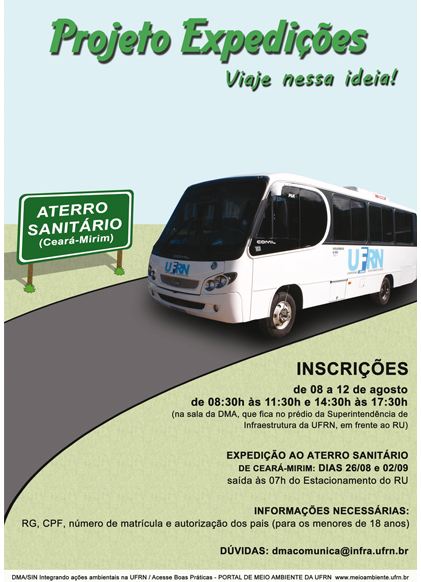 Projeto Expedições
Viaje nessa ideia!
ATERRO
SANITÁRIO
(Ceará-Mirim)
COMIL
UFRN
INSCRIÇÕES
de 08 a 12 de agosto
de 08:30h às 11:30h e 14:30h às 17:30h
(na sala da DMA, que fica no prédio da Superintendência de
Infraestrutura da UFRN, em frente ao RU)
EXPEDIÇÃO AO ATERRO SANITÁRIO
DE CEARÁ-MIRIM: DIAS 26/08 e 02/09
saída às 07h do Estacionamento do RU
INFORMAÇÕES NECESSÁRIAS:
RG, CPF, número de matrícula e autorização dos pais (para os menores de 18 anos)
DÚVIDAS: dmacomunica@infra.ufrn.br
DMA/SIN Integrando ações ambientais na UFRN / Acesse Boas Práticas - PORTAL DE MEIO AMBIENTE DA UFRN www.meioambiente.ufrn.br